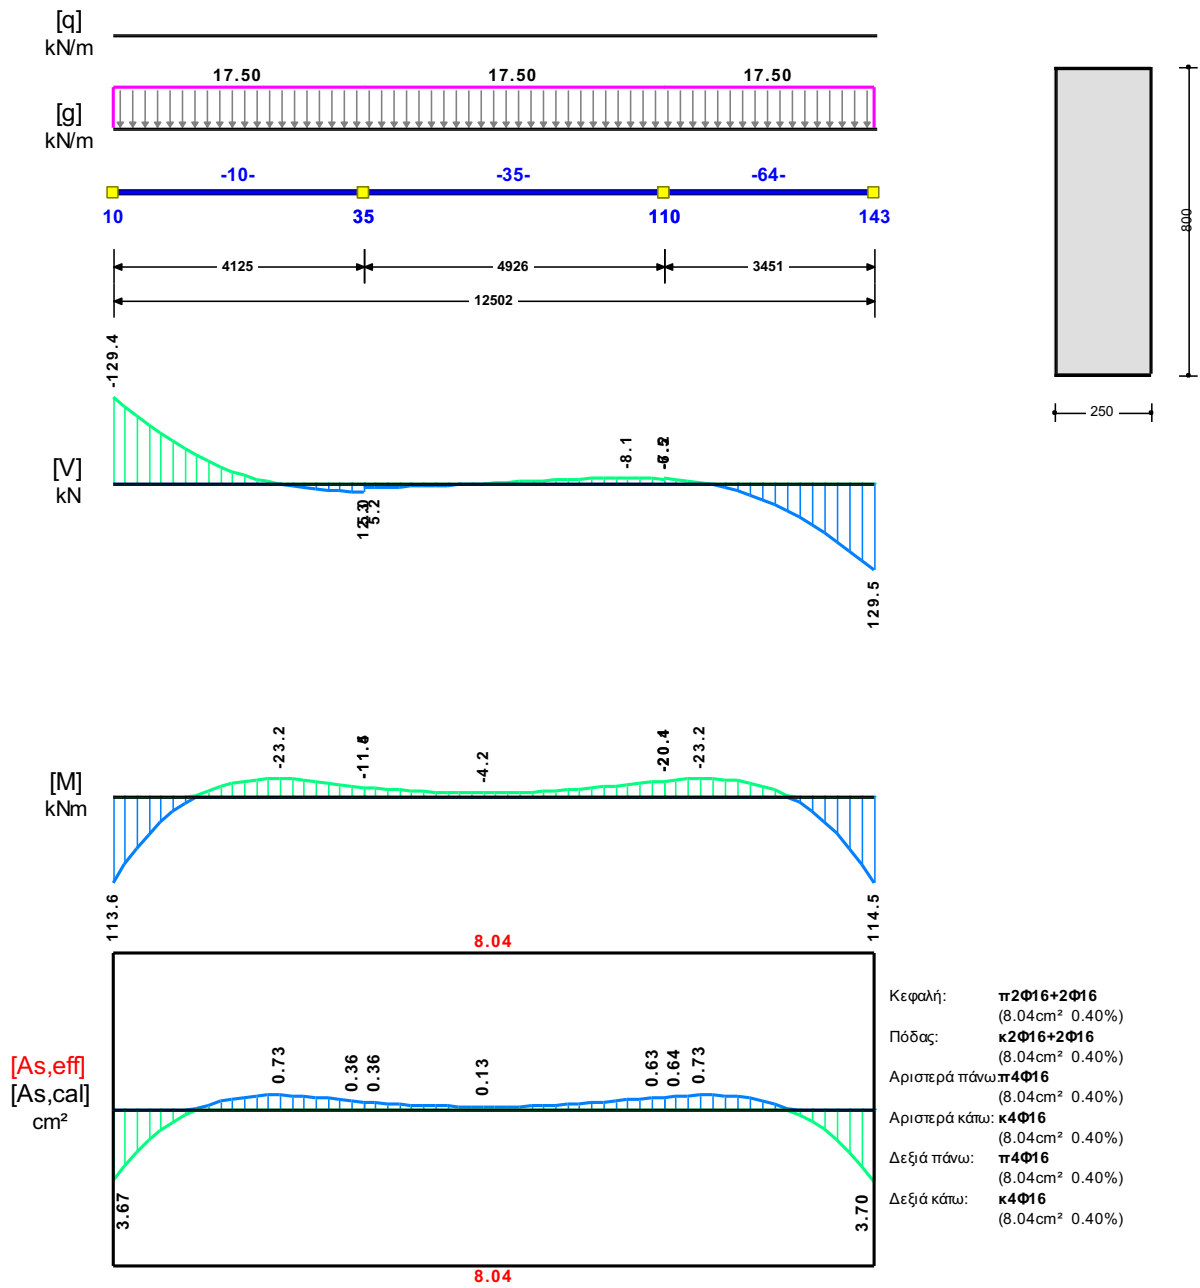 [q]
kN/m
17.50 17.50 17.50
[g]
kN/m
-10- -35- -64-
10 35 110 143
4125 4926 3451
12502
800
250
-129.4
[V]
kN
-8.1
5.2
129.5
[M]
kNm
-23.2
-4.2
-20.4
-23.2
113.6
114.5
8.04
[As,eff]
[As,cal]
cm²
0.73 0.36 0.36 0.13 0.63 0.64 0.73
3.67
3.70
8.04
Κεφαλή: π2Φ16+2Φ16
(8.04cm² 0.40%)
Πόδας: κ2Φ16+2Φ16
(8.04cm² 0.40%)
Αριστερά πάνω: π4Φ16
(8.04cm² 0.40%)
Αριστερά κάτω: κ4Φ16
(8.04cm² 0.40%)
Δεξιά πάνω: π4Φ16
(8.04cm² 0.40%)
Δεξιά κάτω: κ4Φ16
(8.04cm² 0.40%)